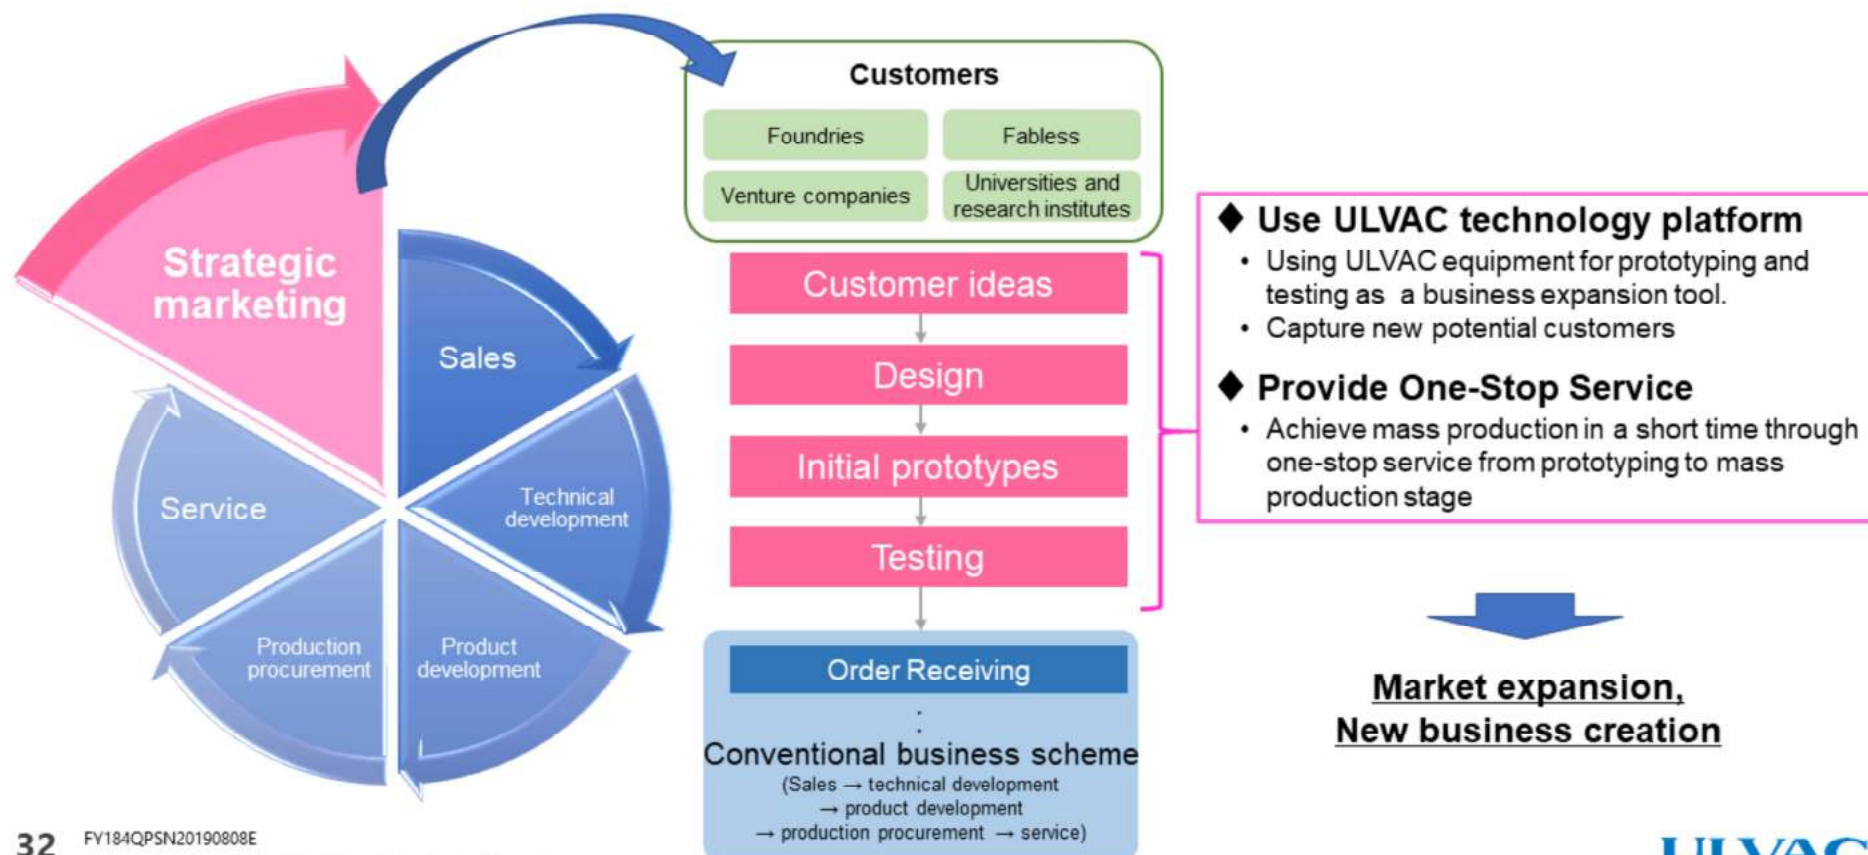 Strategic
marketing
Sales
Technical
development
Product
development
Production
procurement
Service
Customers
Foundries
Fabless
Venture companies
Universities and
research institutes
Customer ideas
Design
Initial prototypes
Testing
Order Receiving
:
Conventional business scheme
(Sales → technical development
→ product development
→ production procurement → service)
◆ Use ULVAC technology platform
• Using ULVAC equipment for prototyping and
testing as a business expansion tool.
• Capture new potential customers
◆ Provide One-Stop Service
• Achieve mass production in a short time through
one-stop service from prototyping to mass
production stage
Market expansion,
New business creation
32 FY184QPSN20190808E
ULVAC